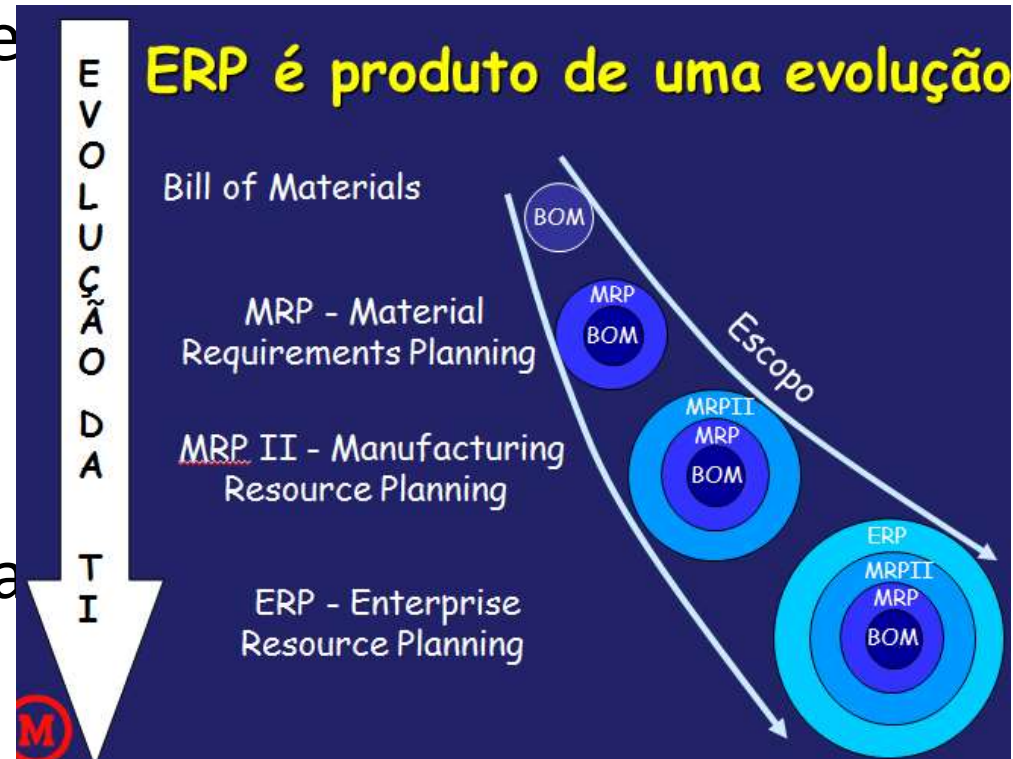 e
ERP é produto de uma evolução
EVOLUÇÃO DA TI
Bill of Materials
BOM
MRP - Material
Requirements Planning
MRP
BOM
Escopo
MRP II - Manufacturing
Resource Planning
MRPII
MRP
BOM
a
ERP - Enterprise
Resource Planning
ERP
MRPII
MRP
BOM
M